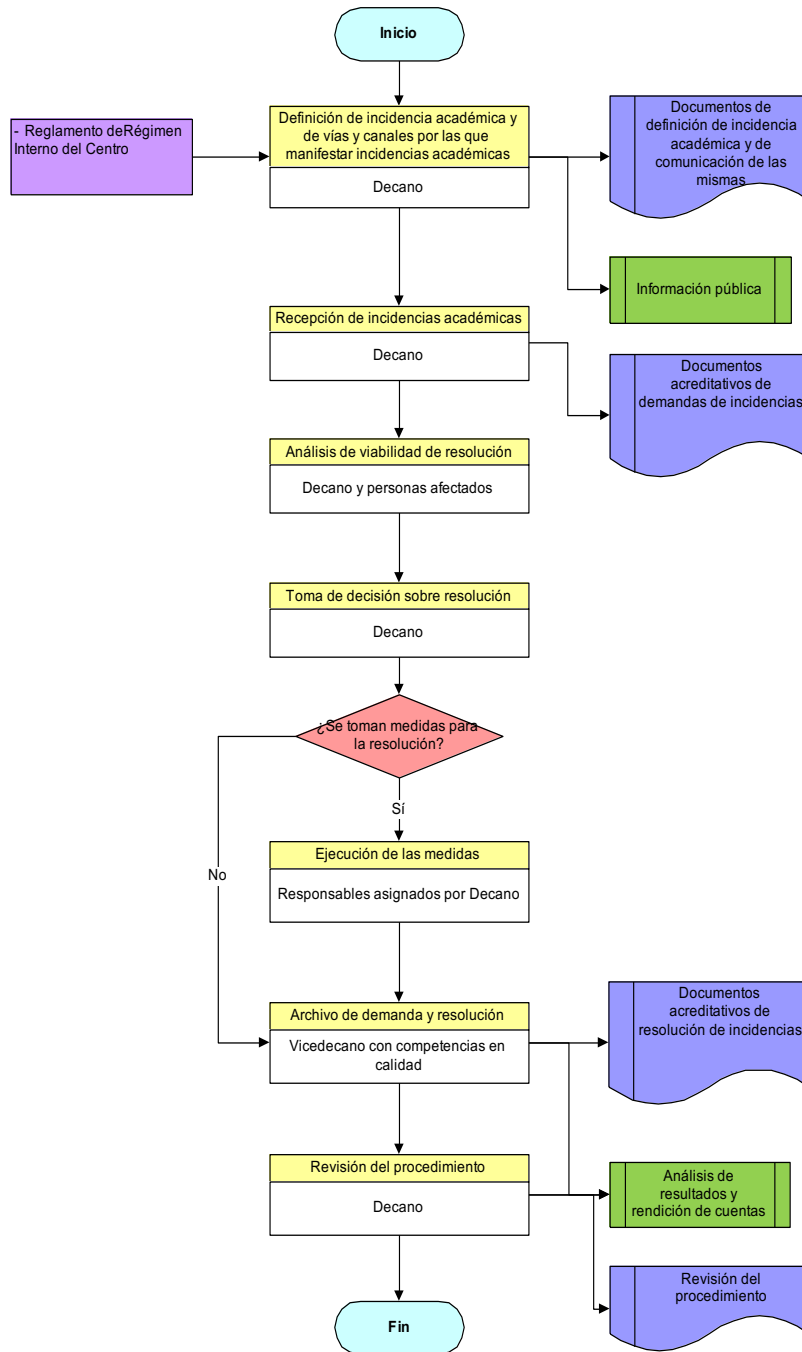 Inicio
- Reglamento deRégimen
Interno del Centro
Definición de incidencia académica y
de vías y canales por las que
manifestar incidencias académicas
Decano
Documentos de
definición de incidencia
académica y de
comunicación de las
mismas
Información pública
Recepción de incidencias académicas
Decano
Documentos
acreditativos de
demandas de incidencias
Análisis de viabilidad de resolución
Decano y personas afectados
Toma de decisión sobre resolución
Decano
¿Se toman medidas para
la resolución?
Sí
No
Ejecución de las medidas
Responsables asignados por Decano
Archivo de demanda y resolución
Vicedecano con competencias en
calidad
Documentos
acreditativos de
resolución de incidencias
Revisión del procedimiento
Decano
Análisis de
resultados y
rendición de cuentas
Revisión del
procedimiento
Fin